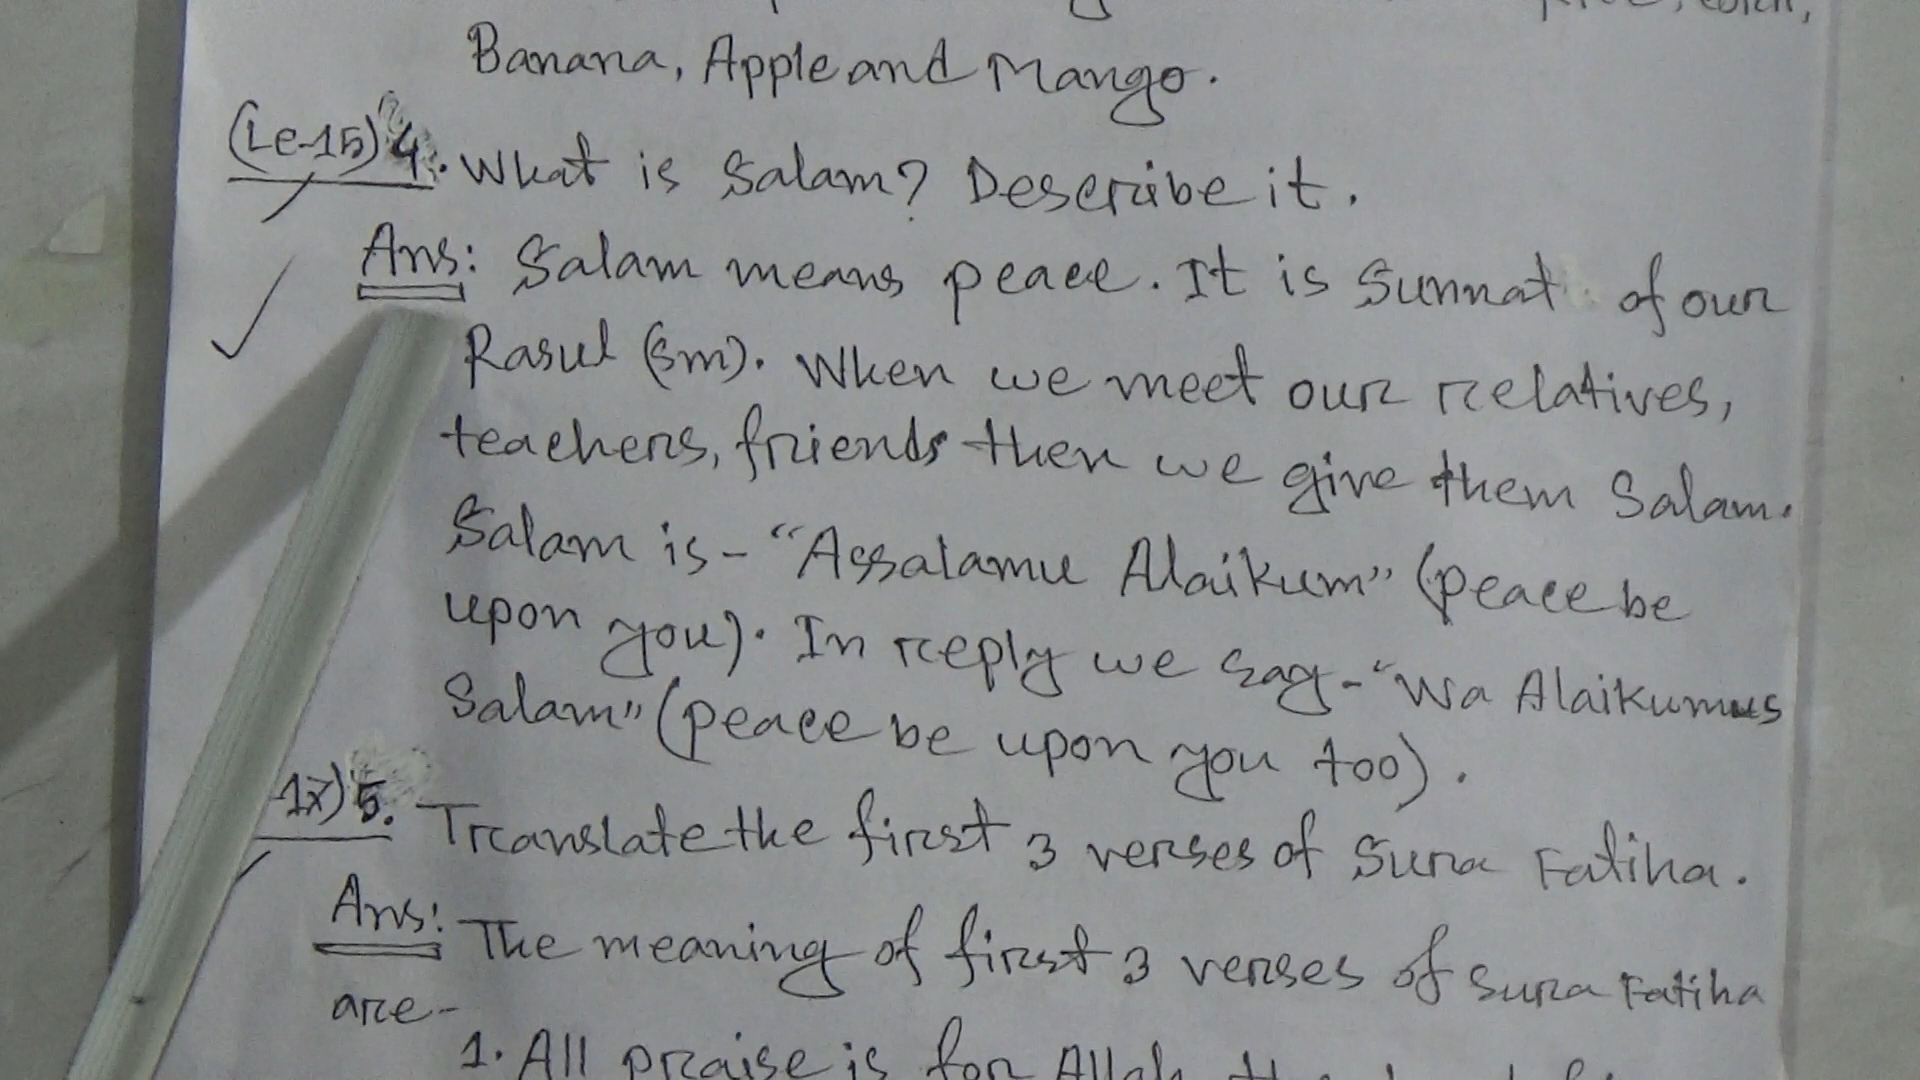 Banana, Apple and Mango.
(Le-15) 4. What is Salam? Describe it.
Ans: Salam means peace. It is Sunnat of our
Rasul (sm). When we meet our relatives,
teachers, friends then we give them Salam.
Salam is - "Assalamu Alaikum" (peace be
upon you). In reply we say - "Wa Alaikumus
Salam" (peace be upon you too).
17) 5. Translate the first 3 verses of Sura Fatiha.
Ans: The meaning of first 3 verses of Sura Fatiha
are -
1. All praise is for Allah